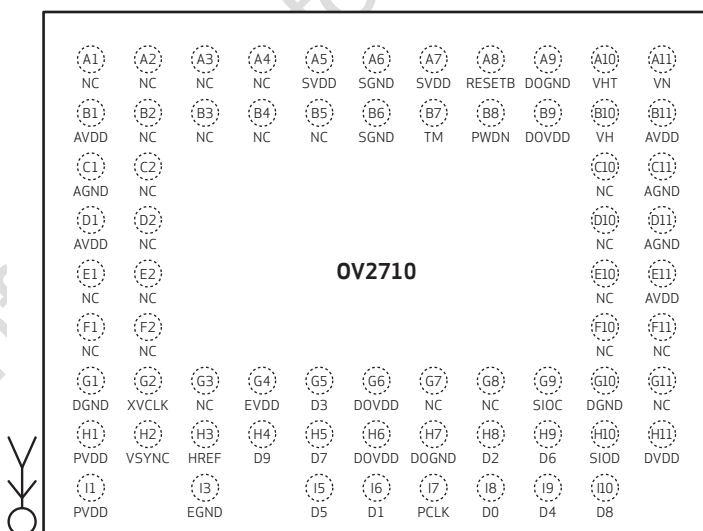 A1 A2 A3 A4 A5 A6 A7 A8 A9 A10 A11
NC NC NC NC SVDD SGND SVDD RESETB DOGND VHT VN
B1 B2 B3 B4 B5 B6 B7 B8 B9 B10 B11
AVDD NC NC NC NC SGND TM PWDN DOVDD VH AVDD
C1 C2 C10 C11
AGND NC NC AGND
D1 D2 D10 D11
AVDD NC NC AGND
OV2710
E1 E2 E10 E11
NC NC NC AVDD
F1 F2 F10 F11
NC NC NC NC
G1 G2 G3 G4 G5 G6 G7 G8 G9 G10 G11
DGND XVCLK NC EVDD D3 DOVDD NC NC SIOC DGND NC
H1 H2 H3 H4 H5 H6 H7 H8 H9 H10 H11
PVDD VSYNC HREF D9 D7 DOVDD DOGND D2 D6 SIOD DVDD
I1 I3 I5 I6 I7 I8 I9 I10
PVDD EGND D5 D1 PCLK D0 D4 D8